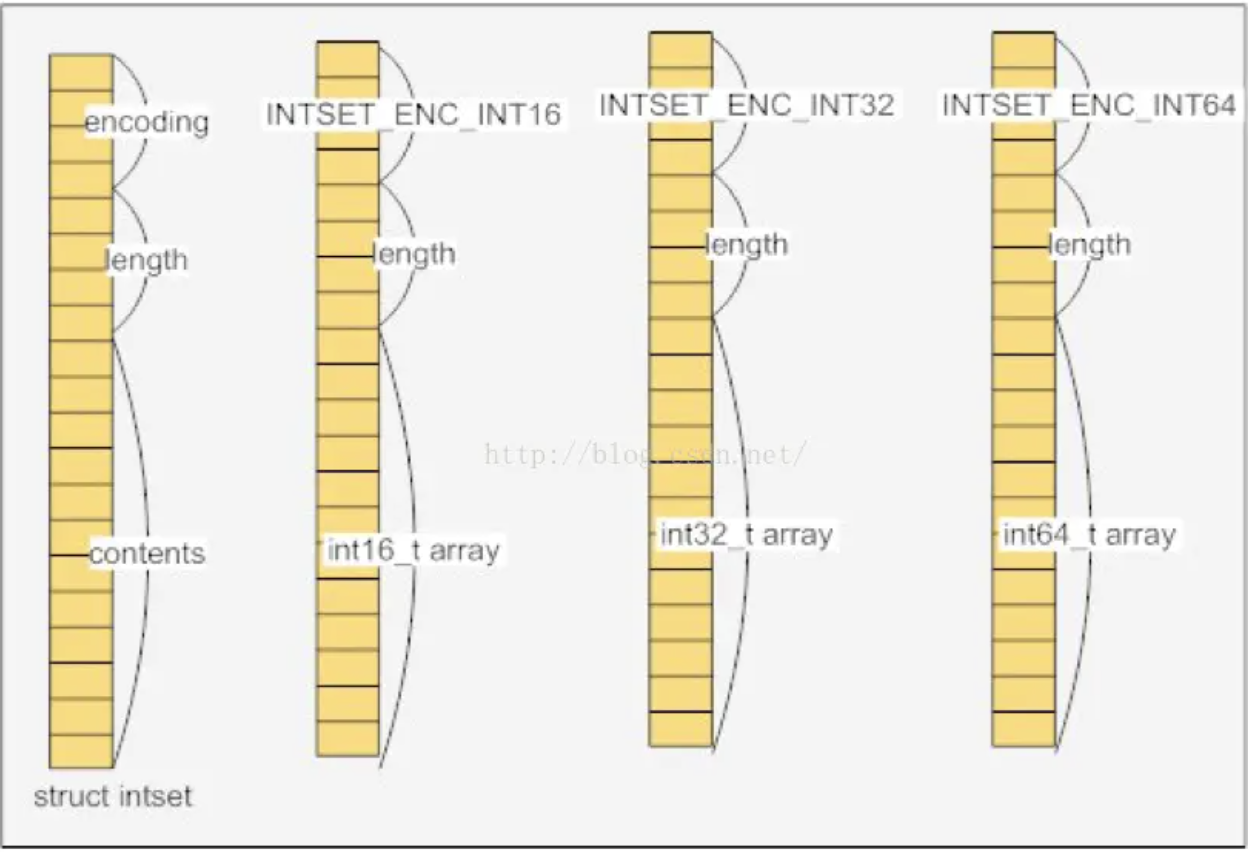 encoding
length
contents
struct intset
INTSET_ENC_INT16
length
int16_t array
INTSET_ENC_INT32
length
int32_t array
INTSET_ENC_INT64
length
int64_t array
http://blog.csdn.net/